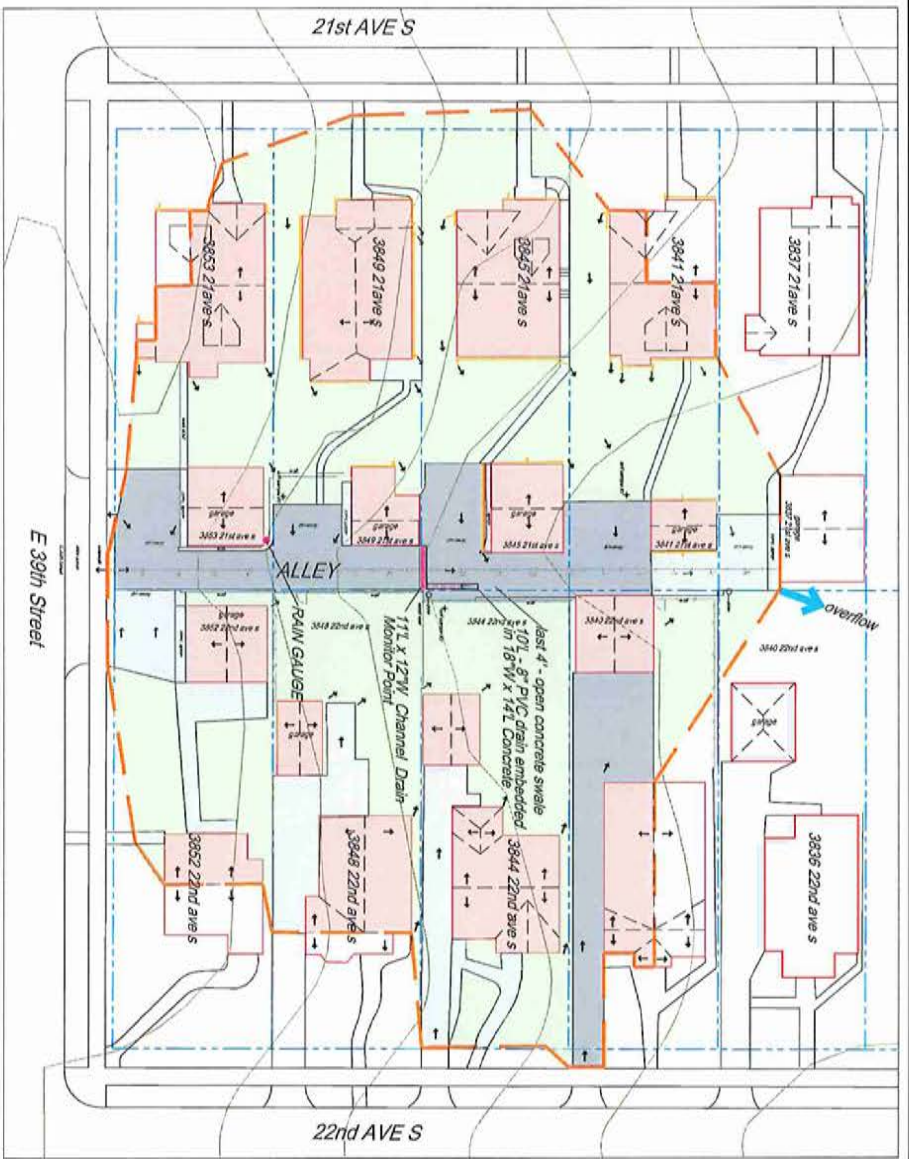 21st AVE S
3853 21ave s
3849 21ave s
3845 21ave s
3841 21ave s
3837 21ave s
garage
3853 21st ave s
garage
3849 21st ave s
garage
3845 21st ave s
garage
3841 21st ave s
garage
3837 21st ave s
E 39th Street
ALLEY
overflow
garage
3852 22nd ave s
RAIN GAUGE
3848 22nd ave s
11'L x 12"W Channel Drain
Monitor Point
3844 22nd ave s
last 4' - open concrete swale
10'L - 8" PVC drain embedded
in 18"W x 14'L Concrete
3840 22nd ave s
3840 22nd ave s
garage
garage
3852 22nd ave s
3848 22nd ave s
3844 22nd ave s
3836 22nd ave s
22nd AVE S